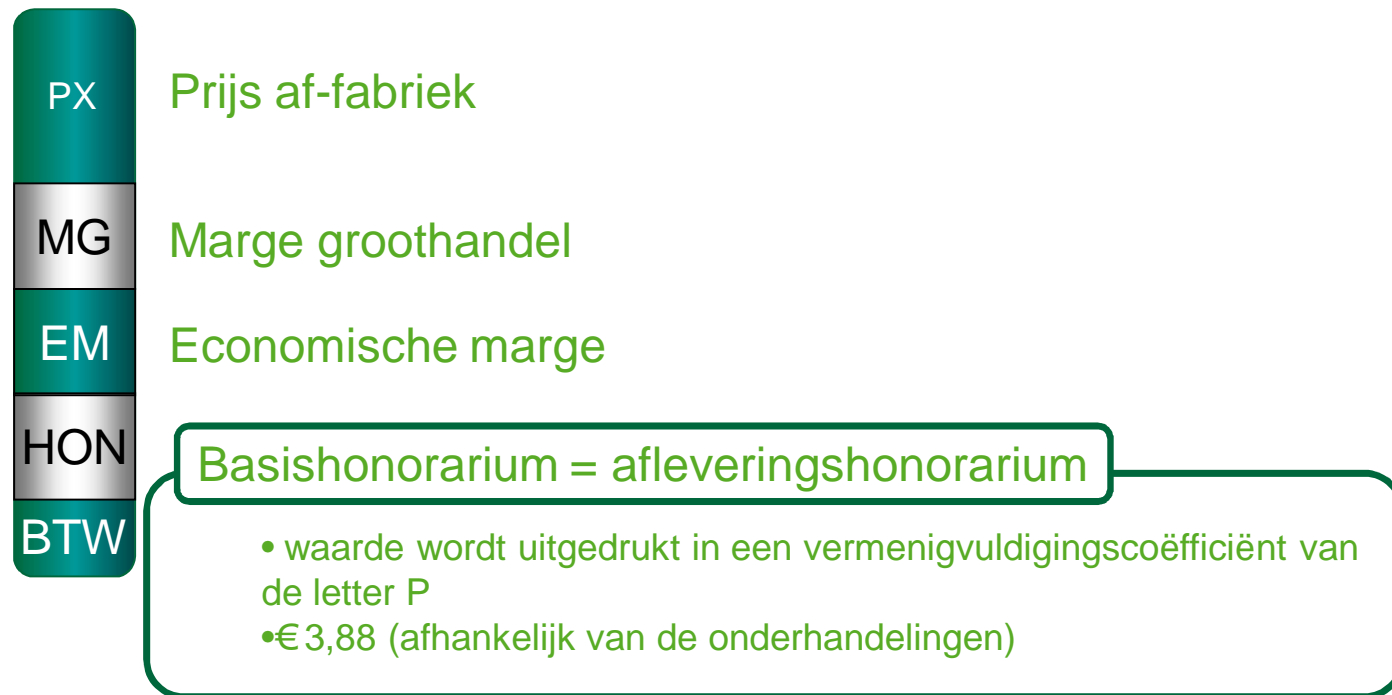 PX Prijs af-fabriek
MG Marge groothandel
EM Economische marge
HON Basishonorarium = afleveringshonorarium
BTW
• waarde wordt uitgedrukt in een vermenigvuldigingscoëfficiënt van
de letter P
•€ 3,88 (afhankelijk van de onderhandelingen)